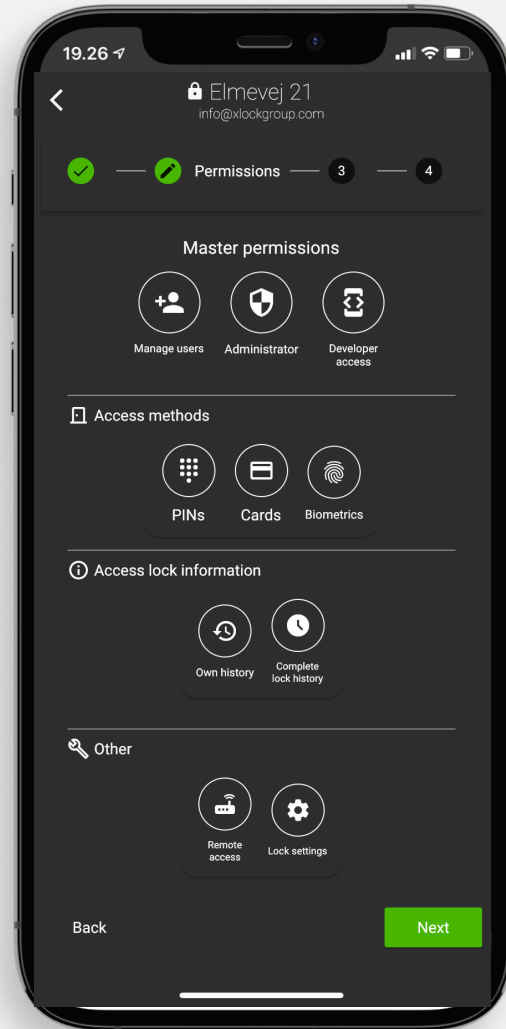 19.26
Elmevej 21
info@xlockgroup.com
Permissions 3 4
Master permissions
Manage users Administrator Developer
access
Access methods
PINs Cards Biometrics
Access lock information
Own history Complete
lock history
Other
Remote
access Lock settings
Back Next